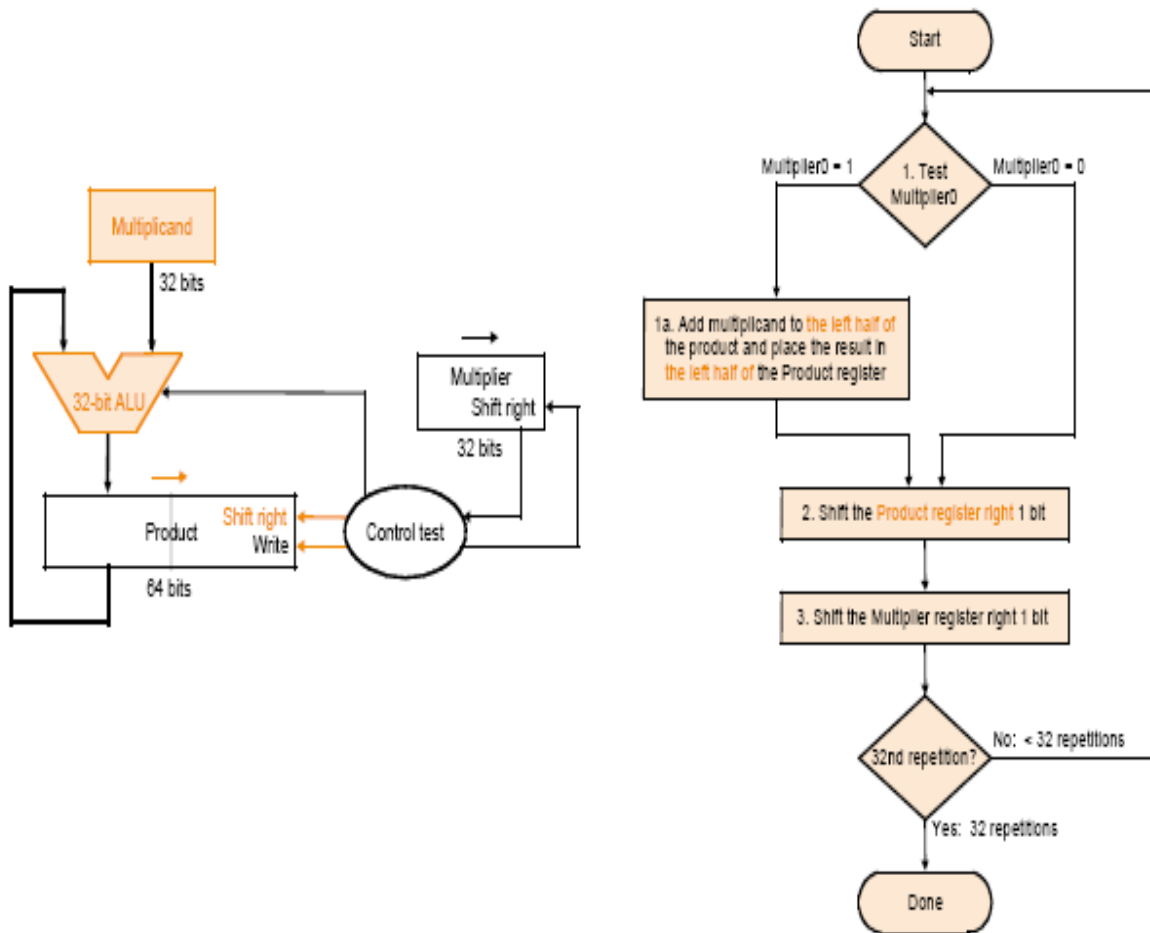 Multiplicand
32 bits
32-bit ALU
Multiplier
Shift right
32 bits
Product
Shift right
Write
64 bits
Control test
Start
Multiplier0 = 1
1. Test
Multiplier0
Multiplier0 = 0
1a. Add multiplicand to the left half of
the product and place the result in
the left half of the Product register
2. Shift the Product register right 1 bit
3. Shift the Multiplier register right 1 bit
32nd repetition?
No: < 32 repetitions
Yes: 32 repetitions
Done